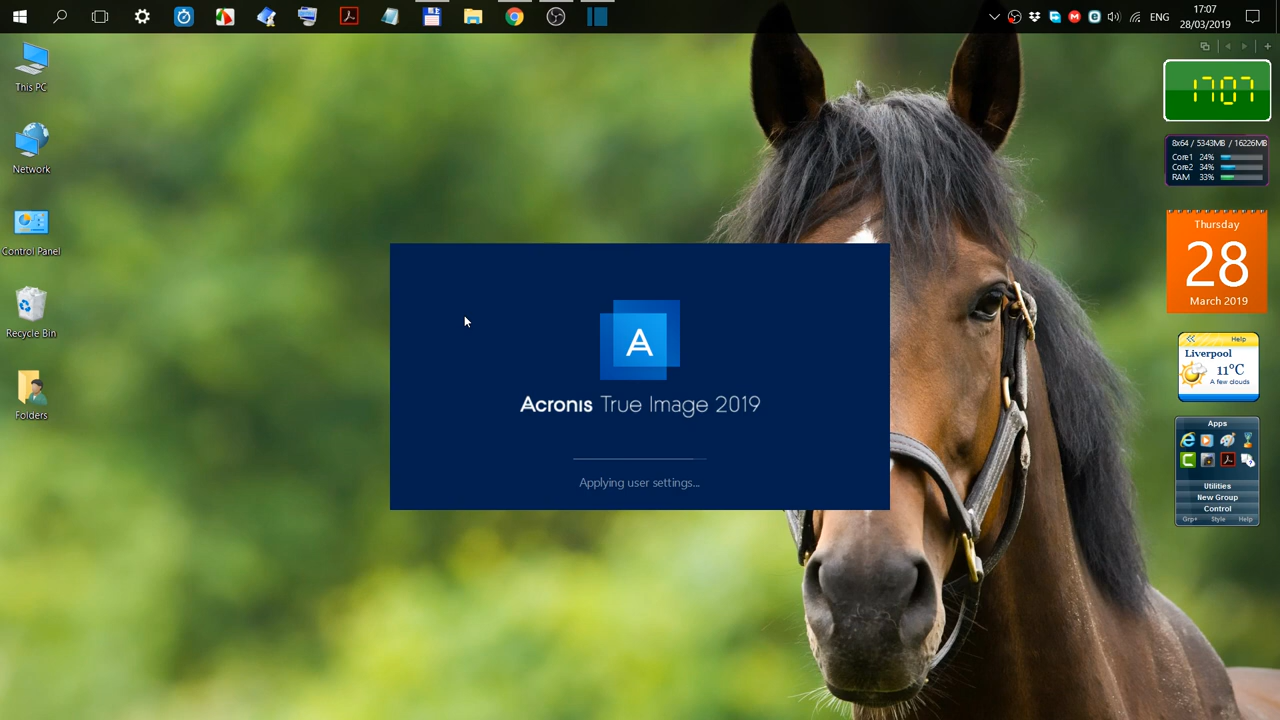 ENG
17:07
28/03/2019
This PC
Network
Control Panel
Recycle Bin
Folders
1707
8x64 / 5343MB / 16226MB
Core1 24%
Core2 34%
RAM 33%
Thursday
28
March 2019
Help
Liverpool
11°C
A few clouds
Apps
Utilities
New Group
Control
Grp+ Style Help
A
Acronis True Image 2019
Applying user settings...